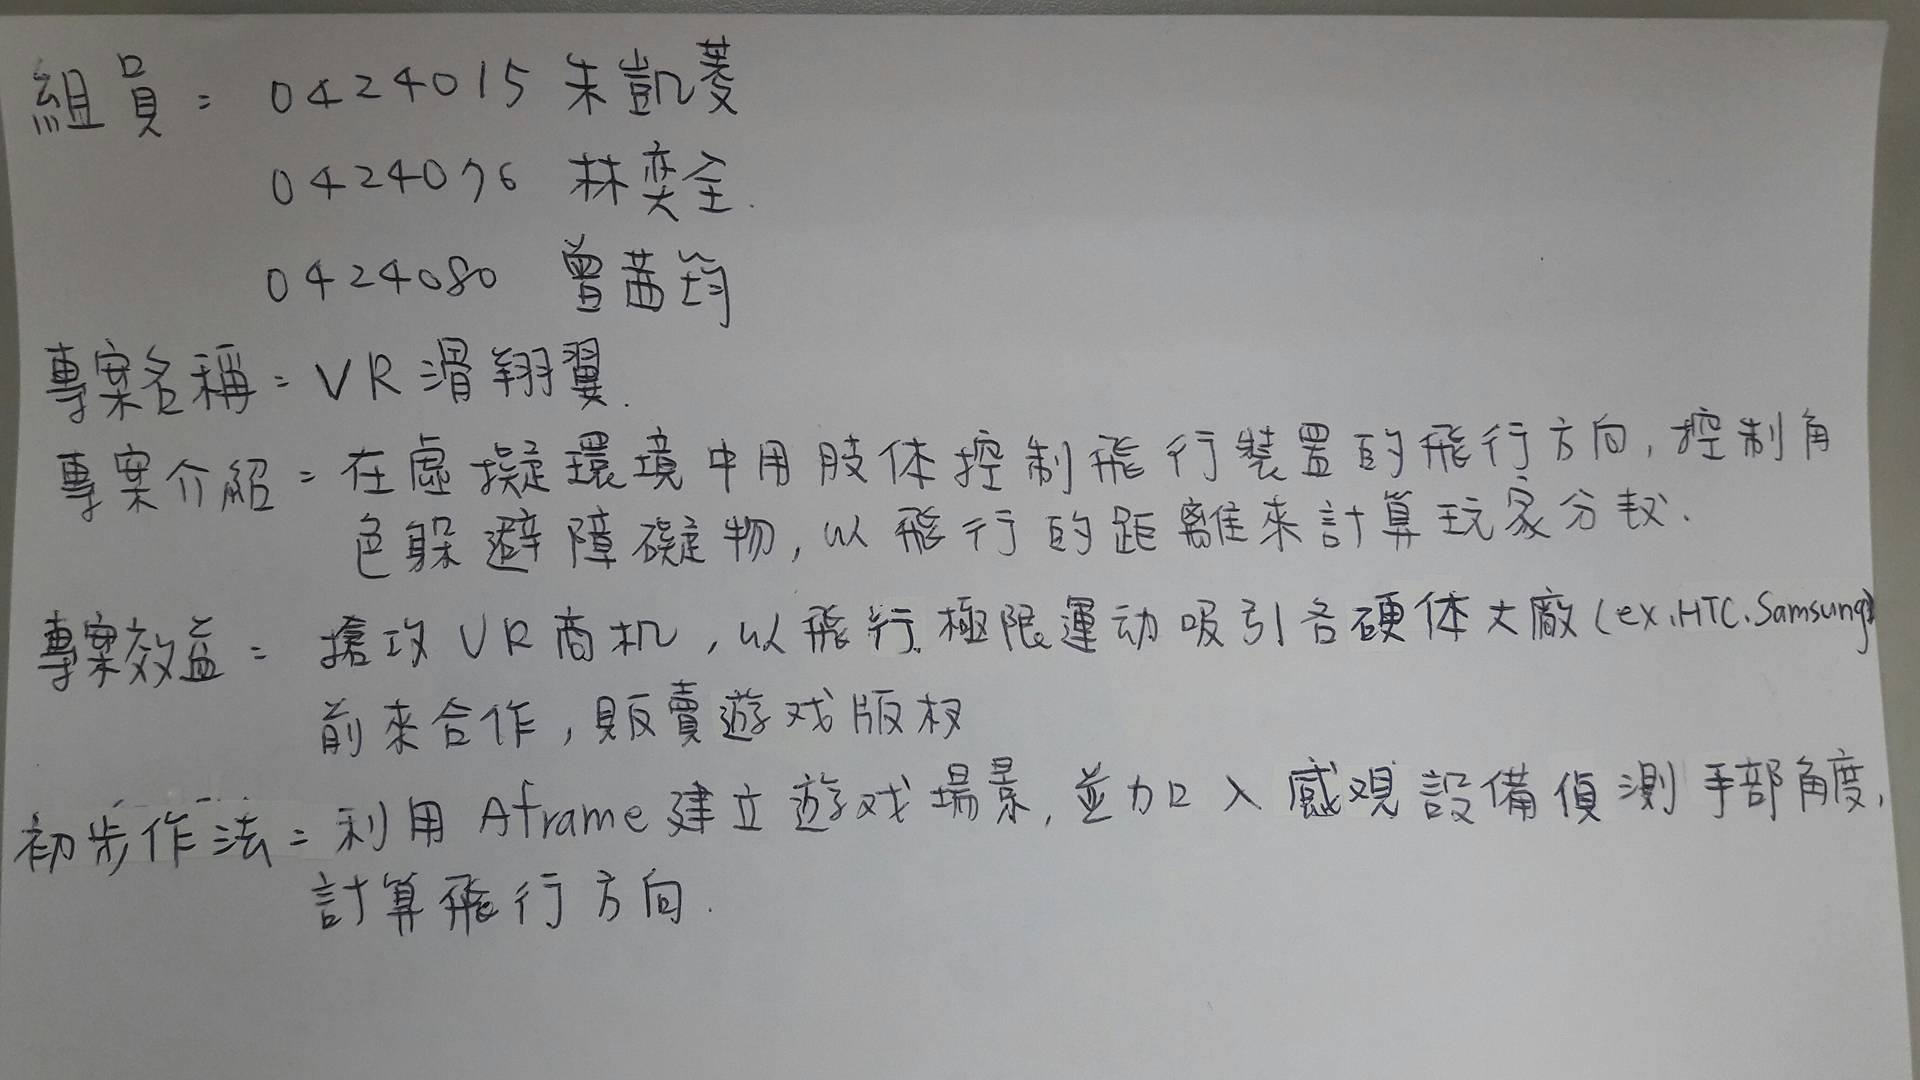 組員：0424015 朱凱菱
0424076 林奕全.
0424080 曾茜筠
專案名稱：VR滑翔翼.
專案介紹：在虛擬環境中用肢体控制飛行裝置的飛行方向,控制角
色躲避障礙物,以飛行的距離來計算玩家分数.
專案效益：搶攻VR商机,以飛行極限運动吸引各硬体大廠(ex.HTC.Samsung)
前來合作,販賣遊戏版权
初步作法：利用Aframe建立遊戏場景,並加入感观設備偵測手部角度,
計算飛行方向.